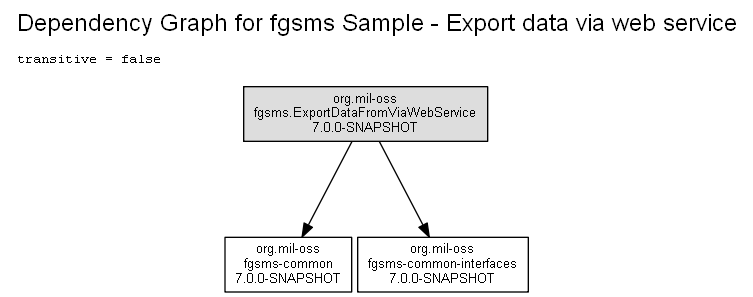 Dependency Graph for fgsms Sample - Export data via web service
transitive = false
org.mil-oss
fgsms.ExportDataFromViaWebService
7.0.0-SNAPSHOT
org.mil-oss
fgsms-common
7.0.0-SNAPSHOT
org.mil-oss
fgsms-common-interfaces
7.0.0-SNAPSHOT